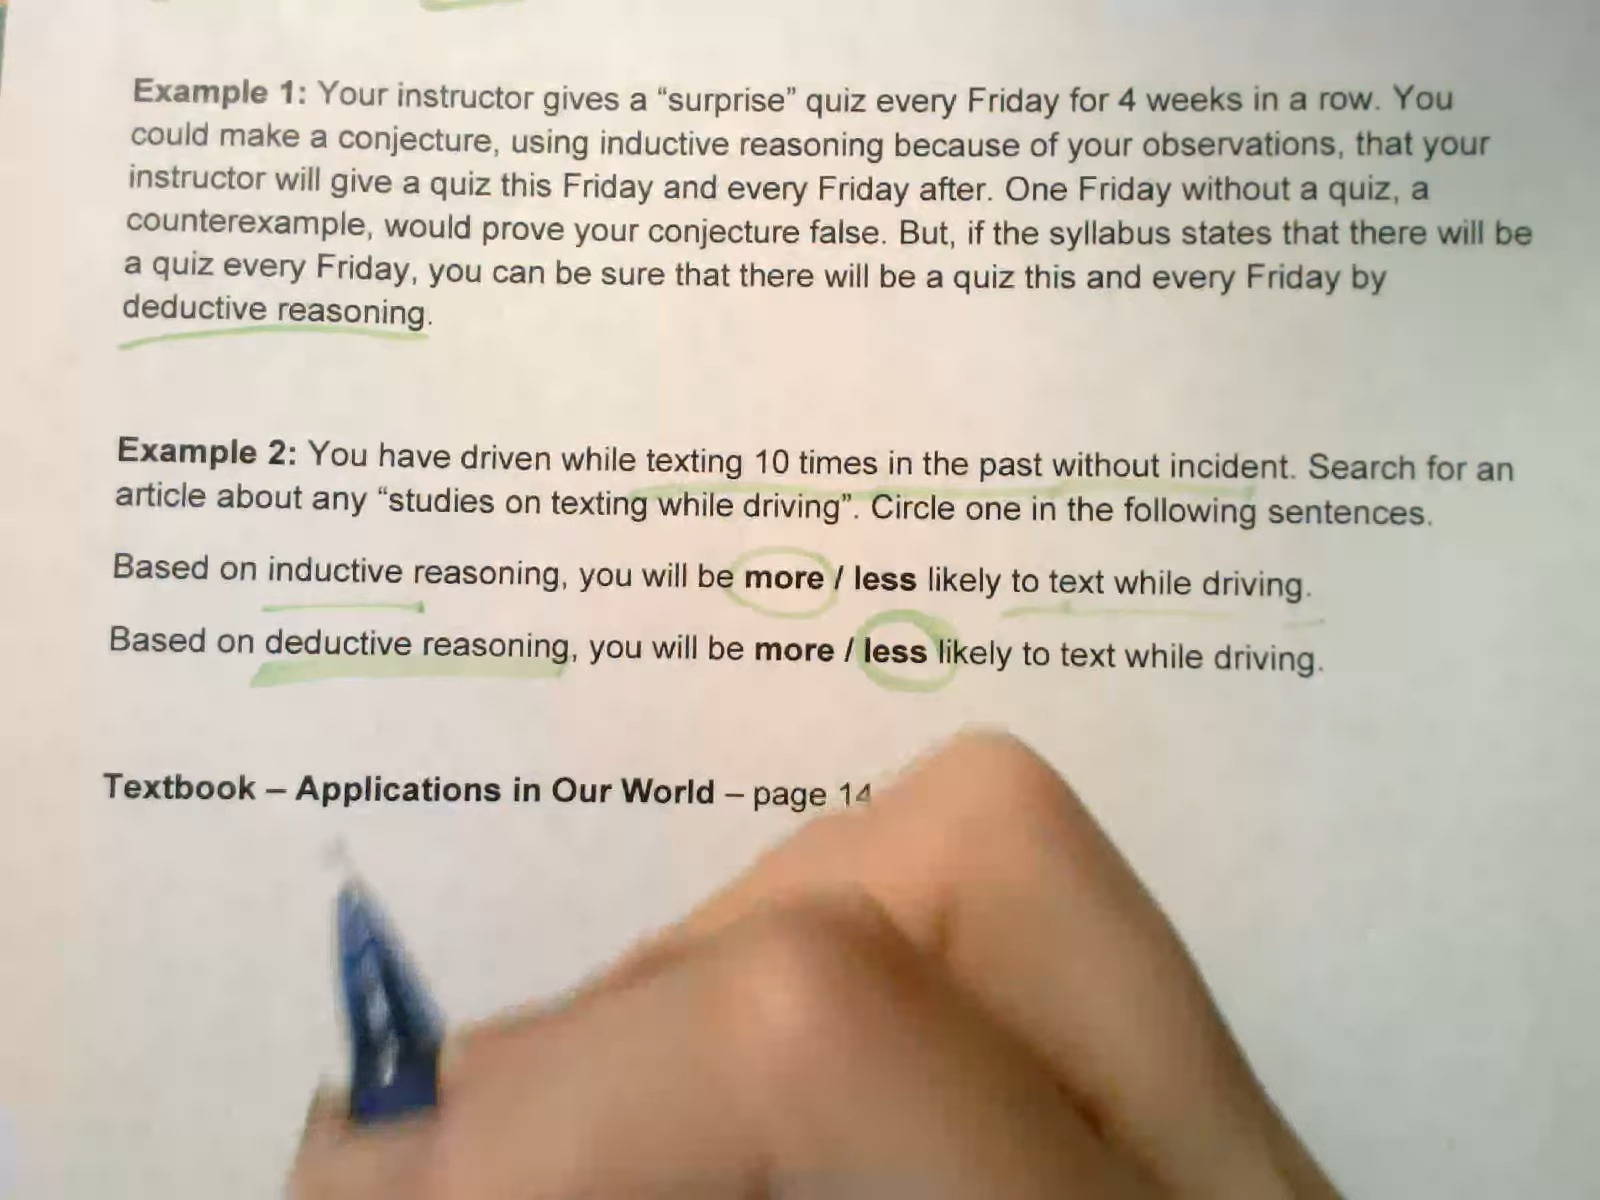 Example 1: Your instructor gives a “surprise” quiz every Friday for 4 weeks in a row. You
could make a conjecture, using inductive reasoning because of your observations, that your
instructor will give a quiz this Friday and every Friday after. One Friday without a quiz, a
counterexample, would prove your conjecture false. But, if the syllabus states that there will be
a quiz every Friday, you can be sure that there will be a quiz this and every Friday by
deductive reasoning.
Example 2: You have driven while texting 10 times in the past without incident. Search for an
article about any “studies on texting while driving”. Circle one in the following sentences.
Based on inductive reasoning, you will be more / less likely to text while driving.
Based on deductive reasoning, you will be more / less likely to text while driving.
Textbook – Applications in Our World – page 14